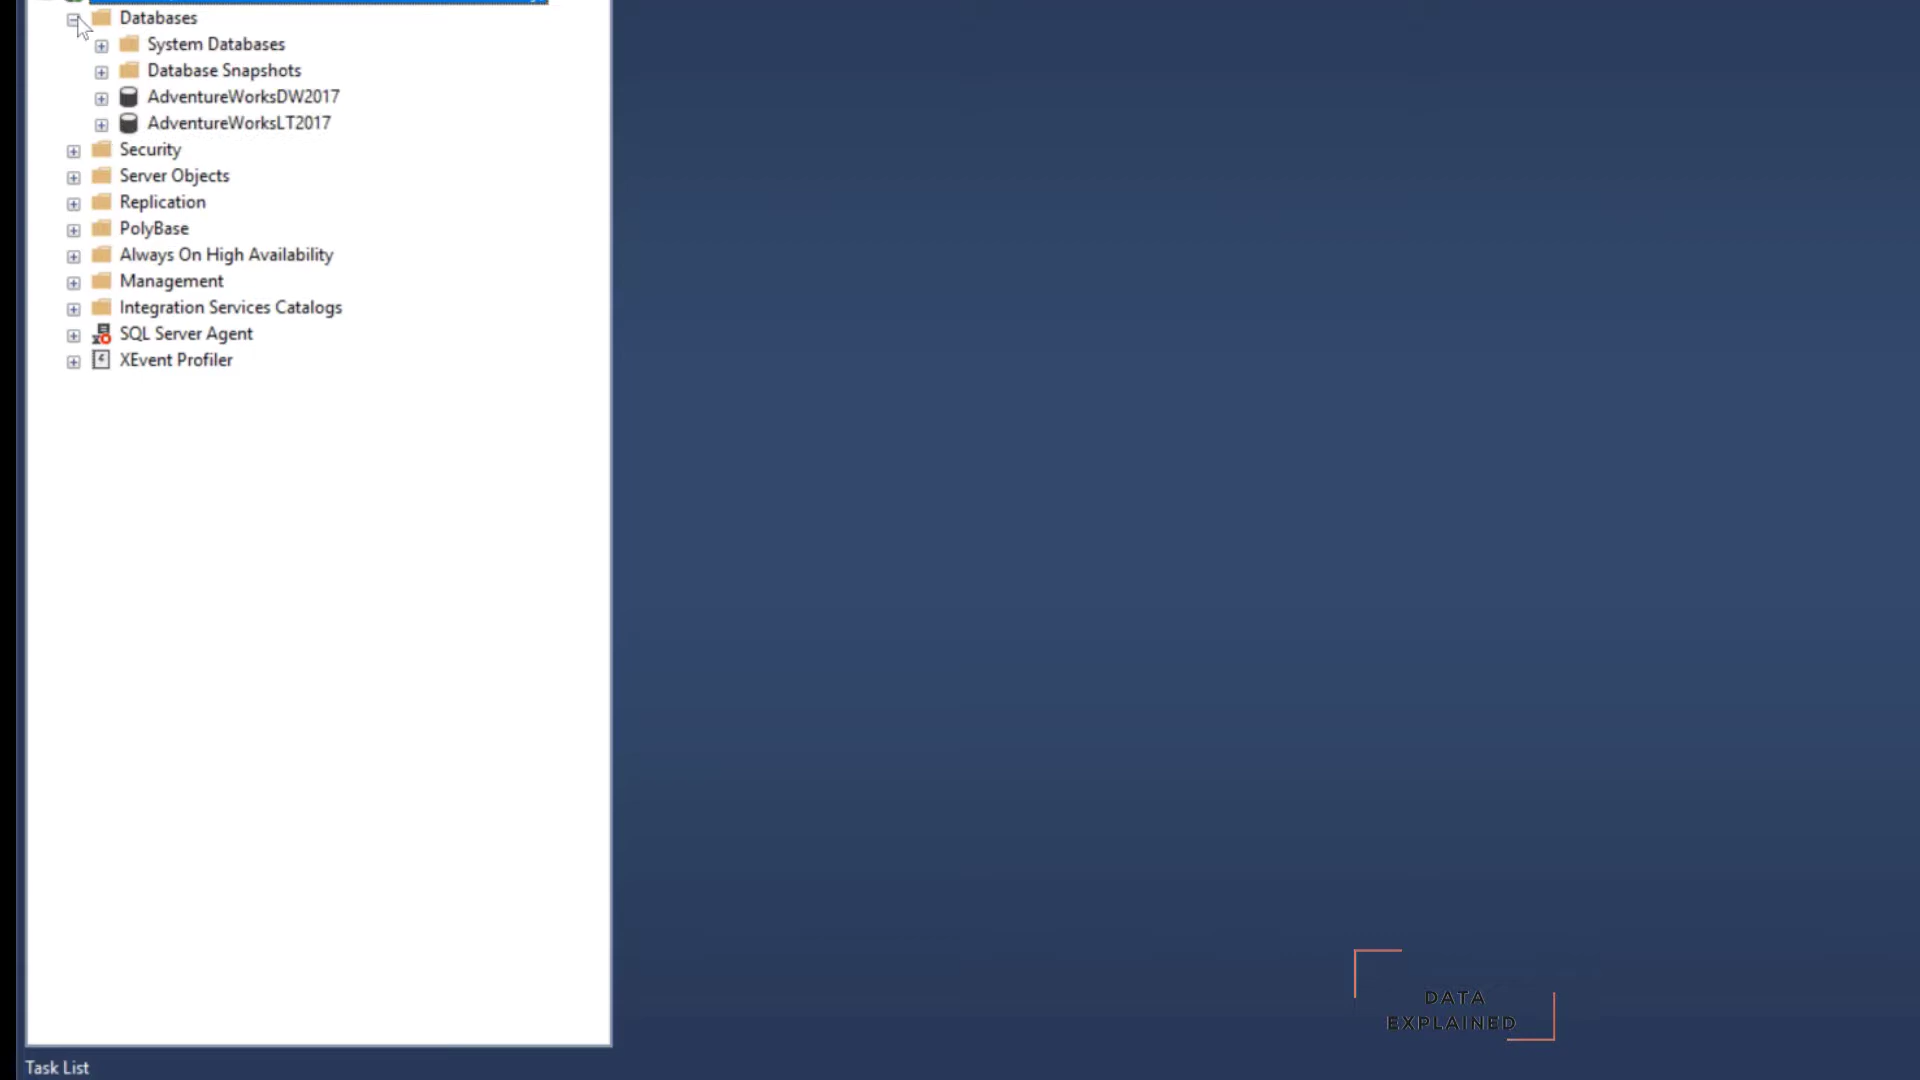 Databases
System Databases
Database Snapshots
AdventureWorksDW2017
AdventureWorksLT2017
Security
Server Objects
Replication
PolyBase
Always On High Availability
Management
Integration Services Catalogs
SQL Server Agent
XEvent Profiler
DATA
EXPLAINED
Task List